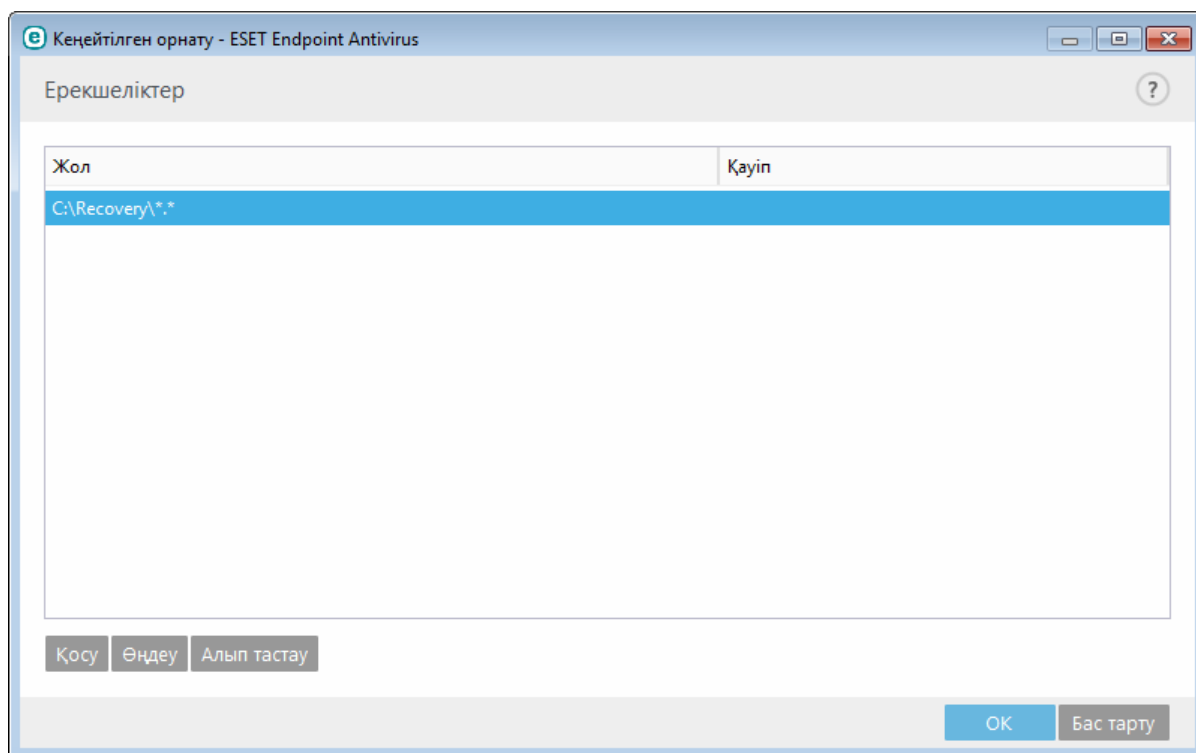 e Кеңейтілген орнату - ESET Endpoint Antivirus
Ерекшеліктер ?
Жол Қауіп
C:\Recovery\*.*
Қосу Өңдеу Алып тастау
OK Бас тарту